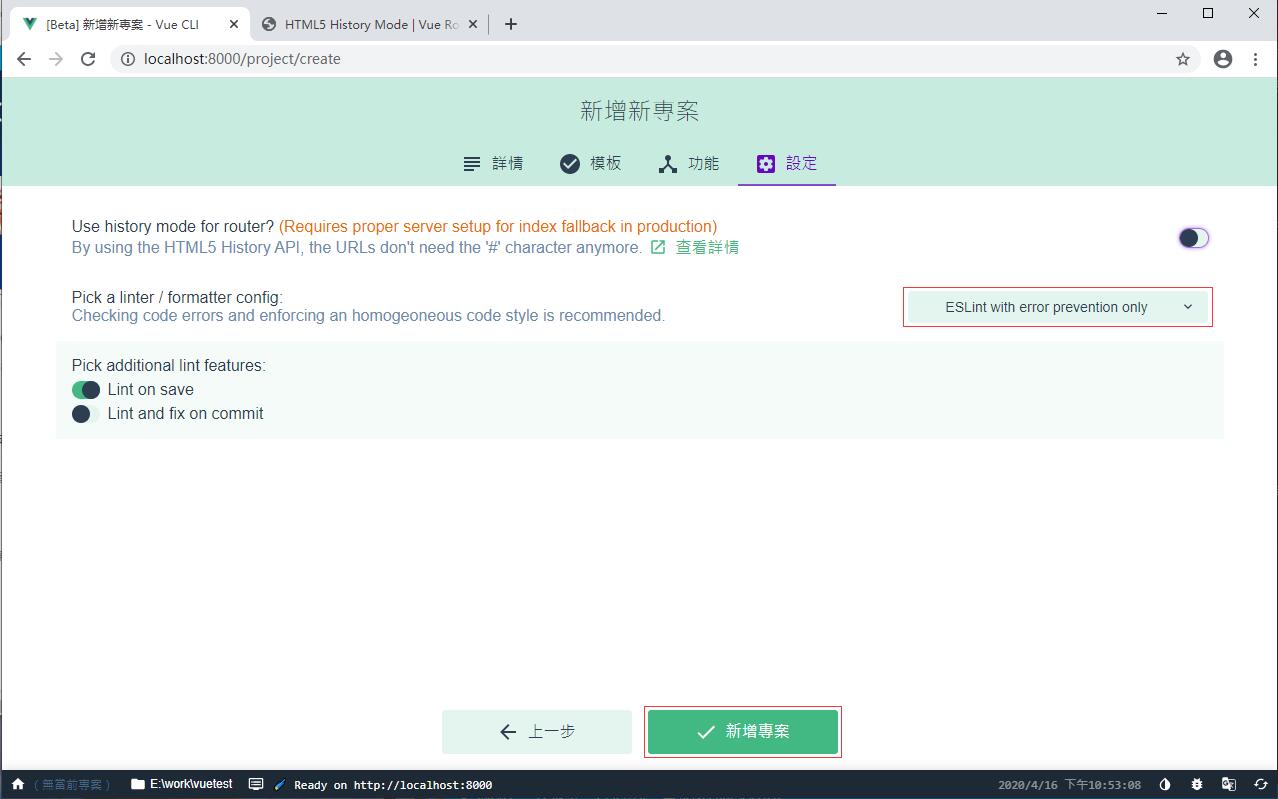 [Beta] 新增新專案 - Vue CLI
HTML5 History Mode | Vue Ro
localhost:8000/project/create
新增新專案
詳情 模板 功能 設定
Use history mode for router? (Requires proper server setup for index fallback in production)
By using the HTML5 History API, the URLs don't need the '#' character anymore. 查看詳情
Pick a linter / formatter config:
Checking code errors and enforcing an homogeoneous code style is recommended.
ESLint with error prevention only
Pick additional lint features:
Lint on save
Lint and fix on commit
上一步 新增專案
（無當前專案） E:\work\vuetest Ready on http://localhost:8000 2020/4/16 下午10:53:08